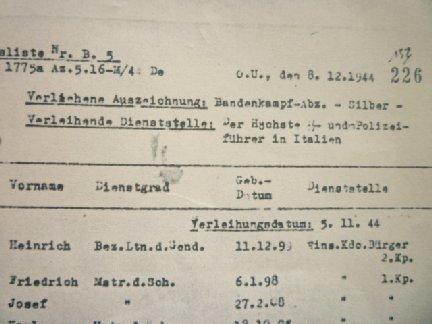 sliste Nr. B. 5
1775a Az.5.16-M/44 De
O.U., den 8. 12.1944 226
Verliehene Auszeichnung: Bandenkampf-Abz. - Silber -
Verleihende Dienststelle: Der Höchste ᛋᛋ- und Polizei-
führer in Italien
Vorname Dienstgrad Geb.- Datum Dienststelle
Verleihungsdatum: 5. 11. 44
Heinrich Bez.Ltn.d.Gend. 11.12.99 Eins.Kdo.Bürger
2.Kp.
Friedrich Mstr.d.Sch. 6.1.98 " 1.Kp.
Josef " 27.2.08 " "